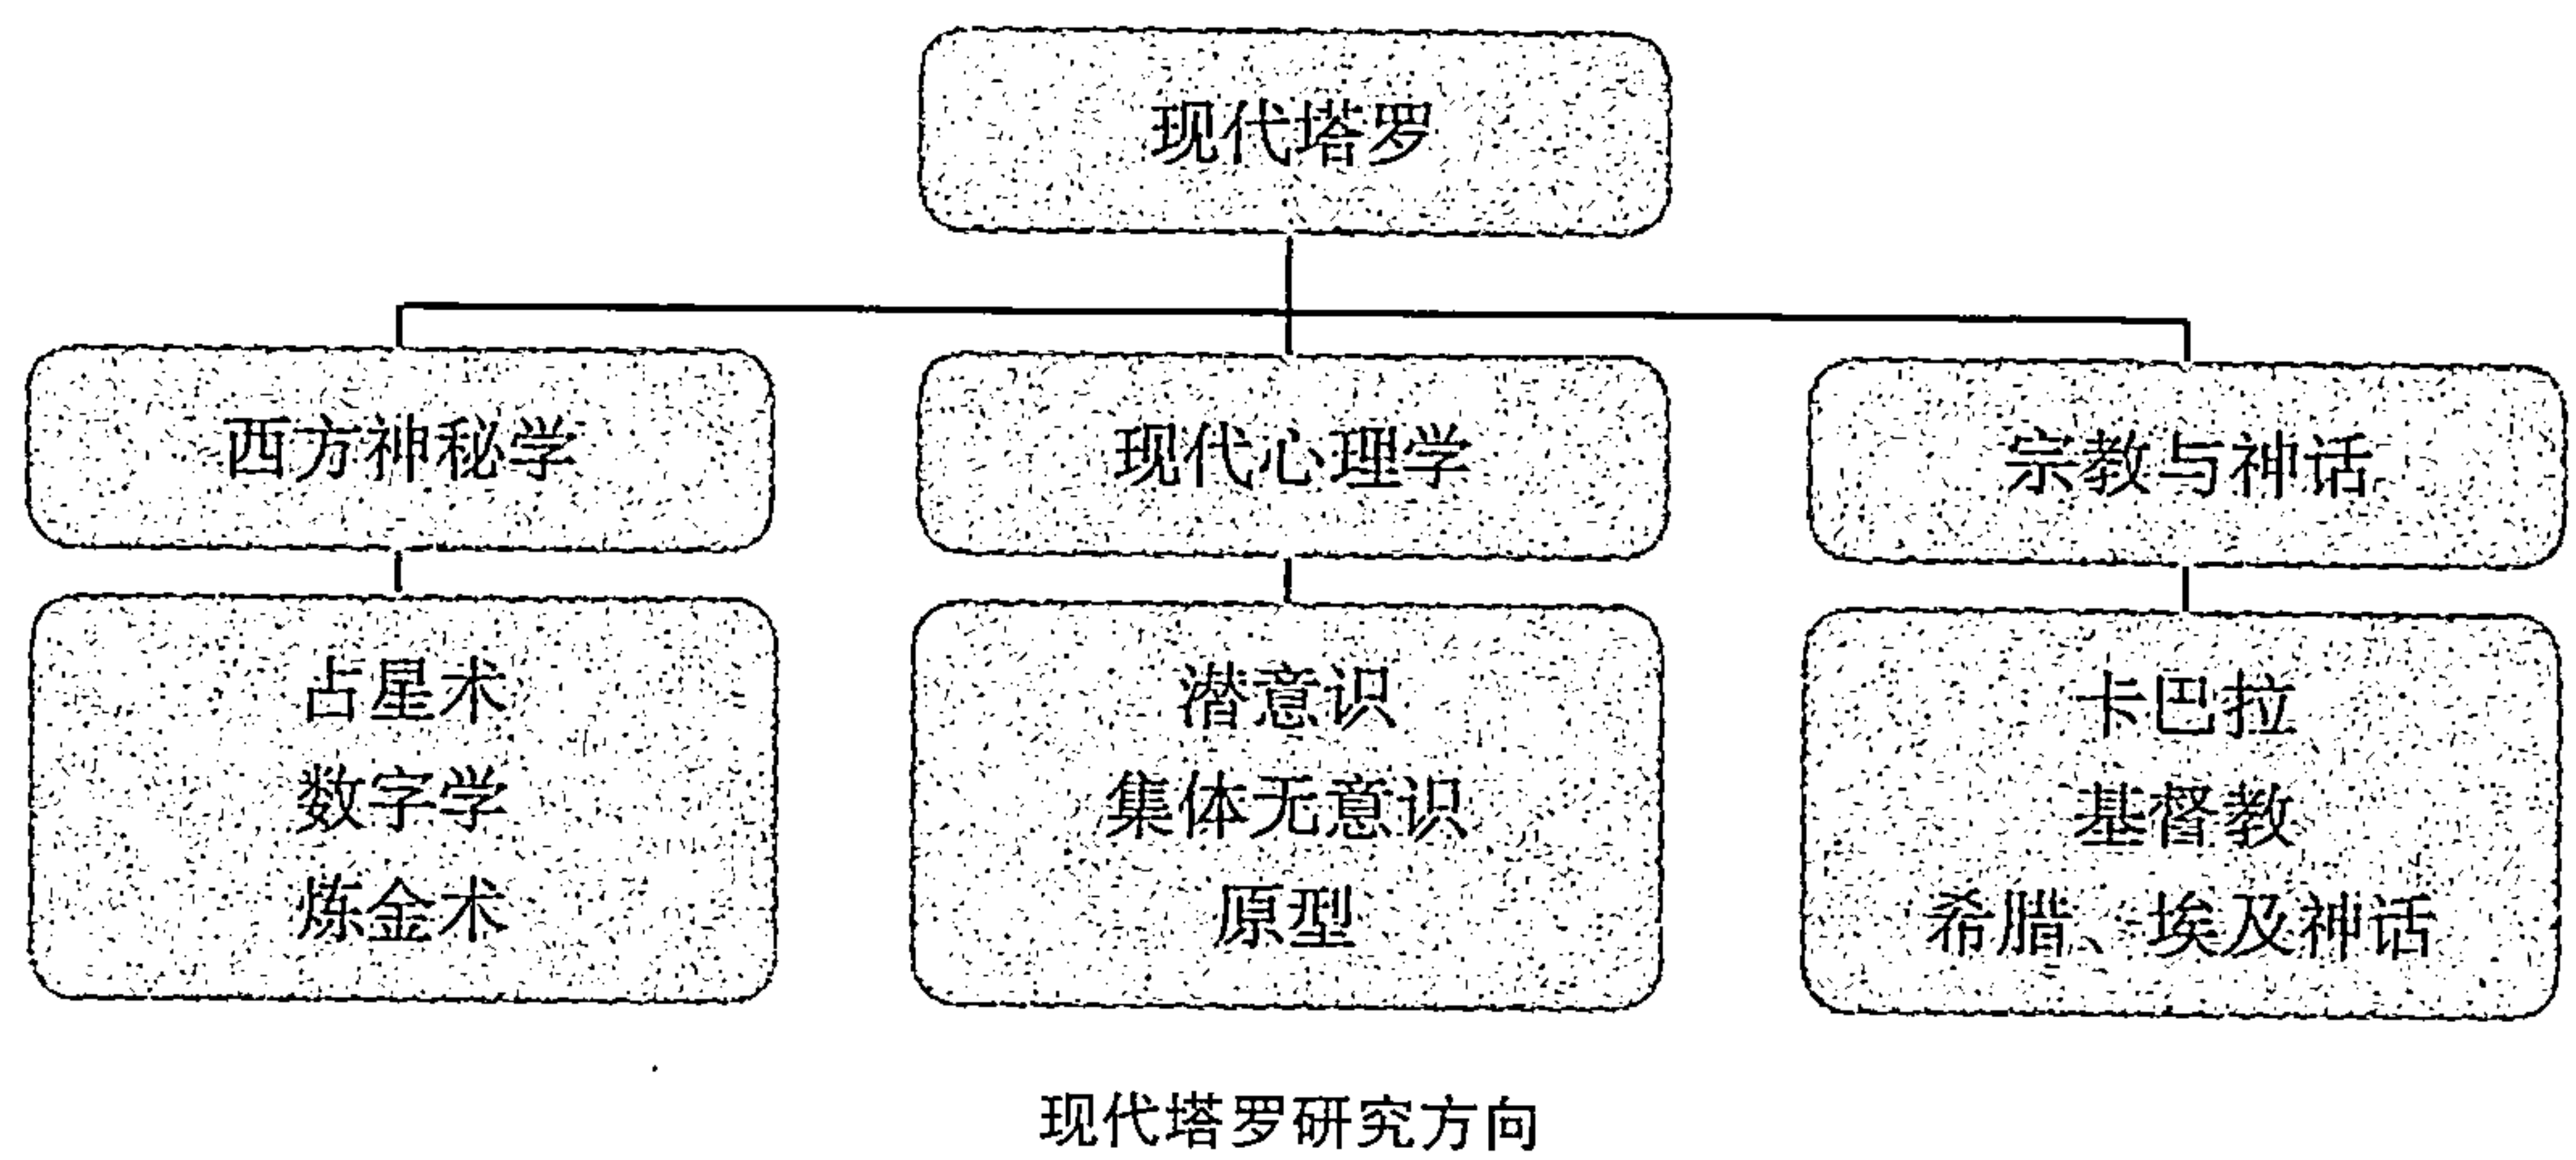 现代塔罗
西方神秘学
现代心理学
宗教与神话
占星术
数字学
炼金术
潜意识
集体无意识
原型
卡巴拉
基督教
希腊、埃及神话
现代塔罗研究方向